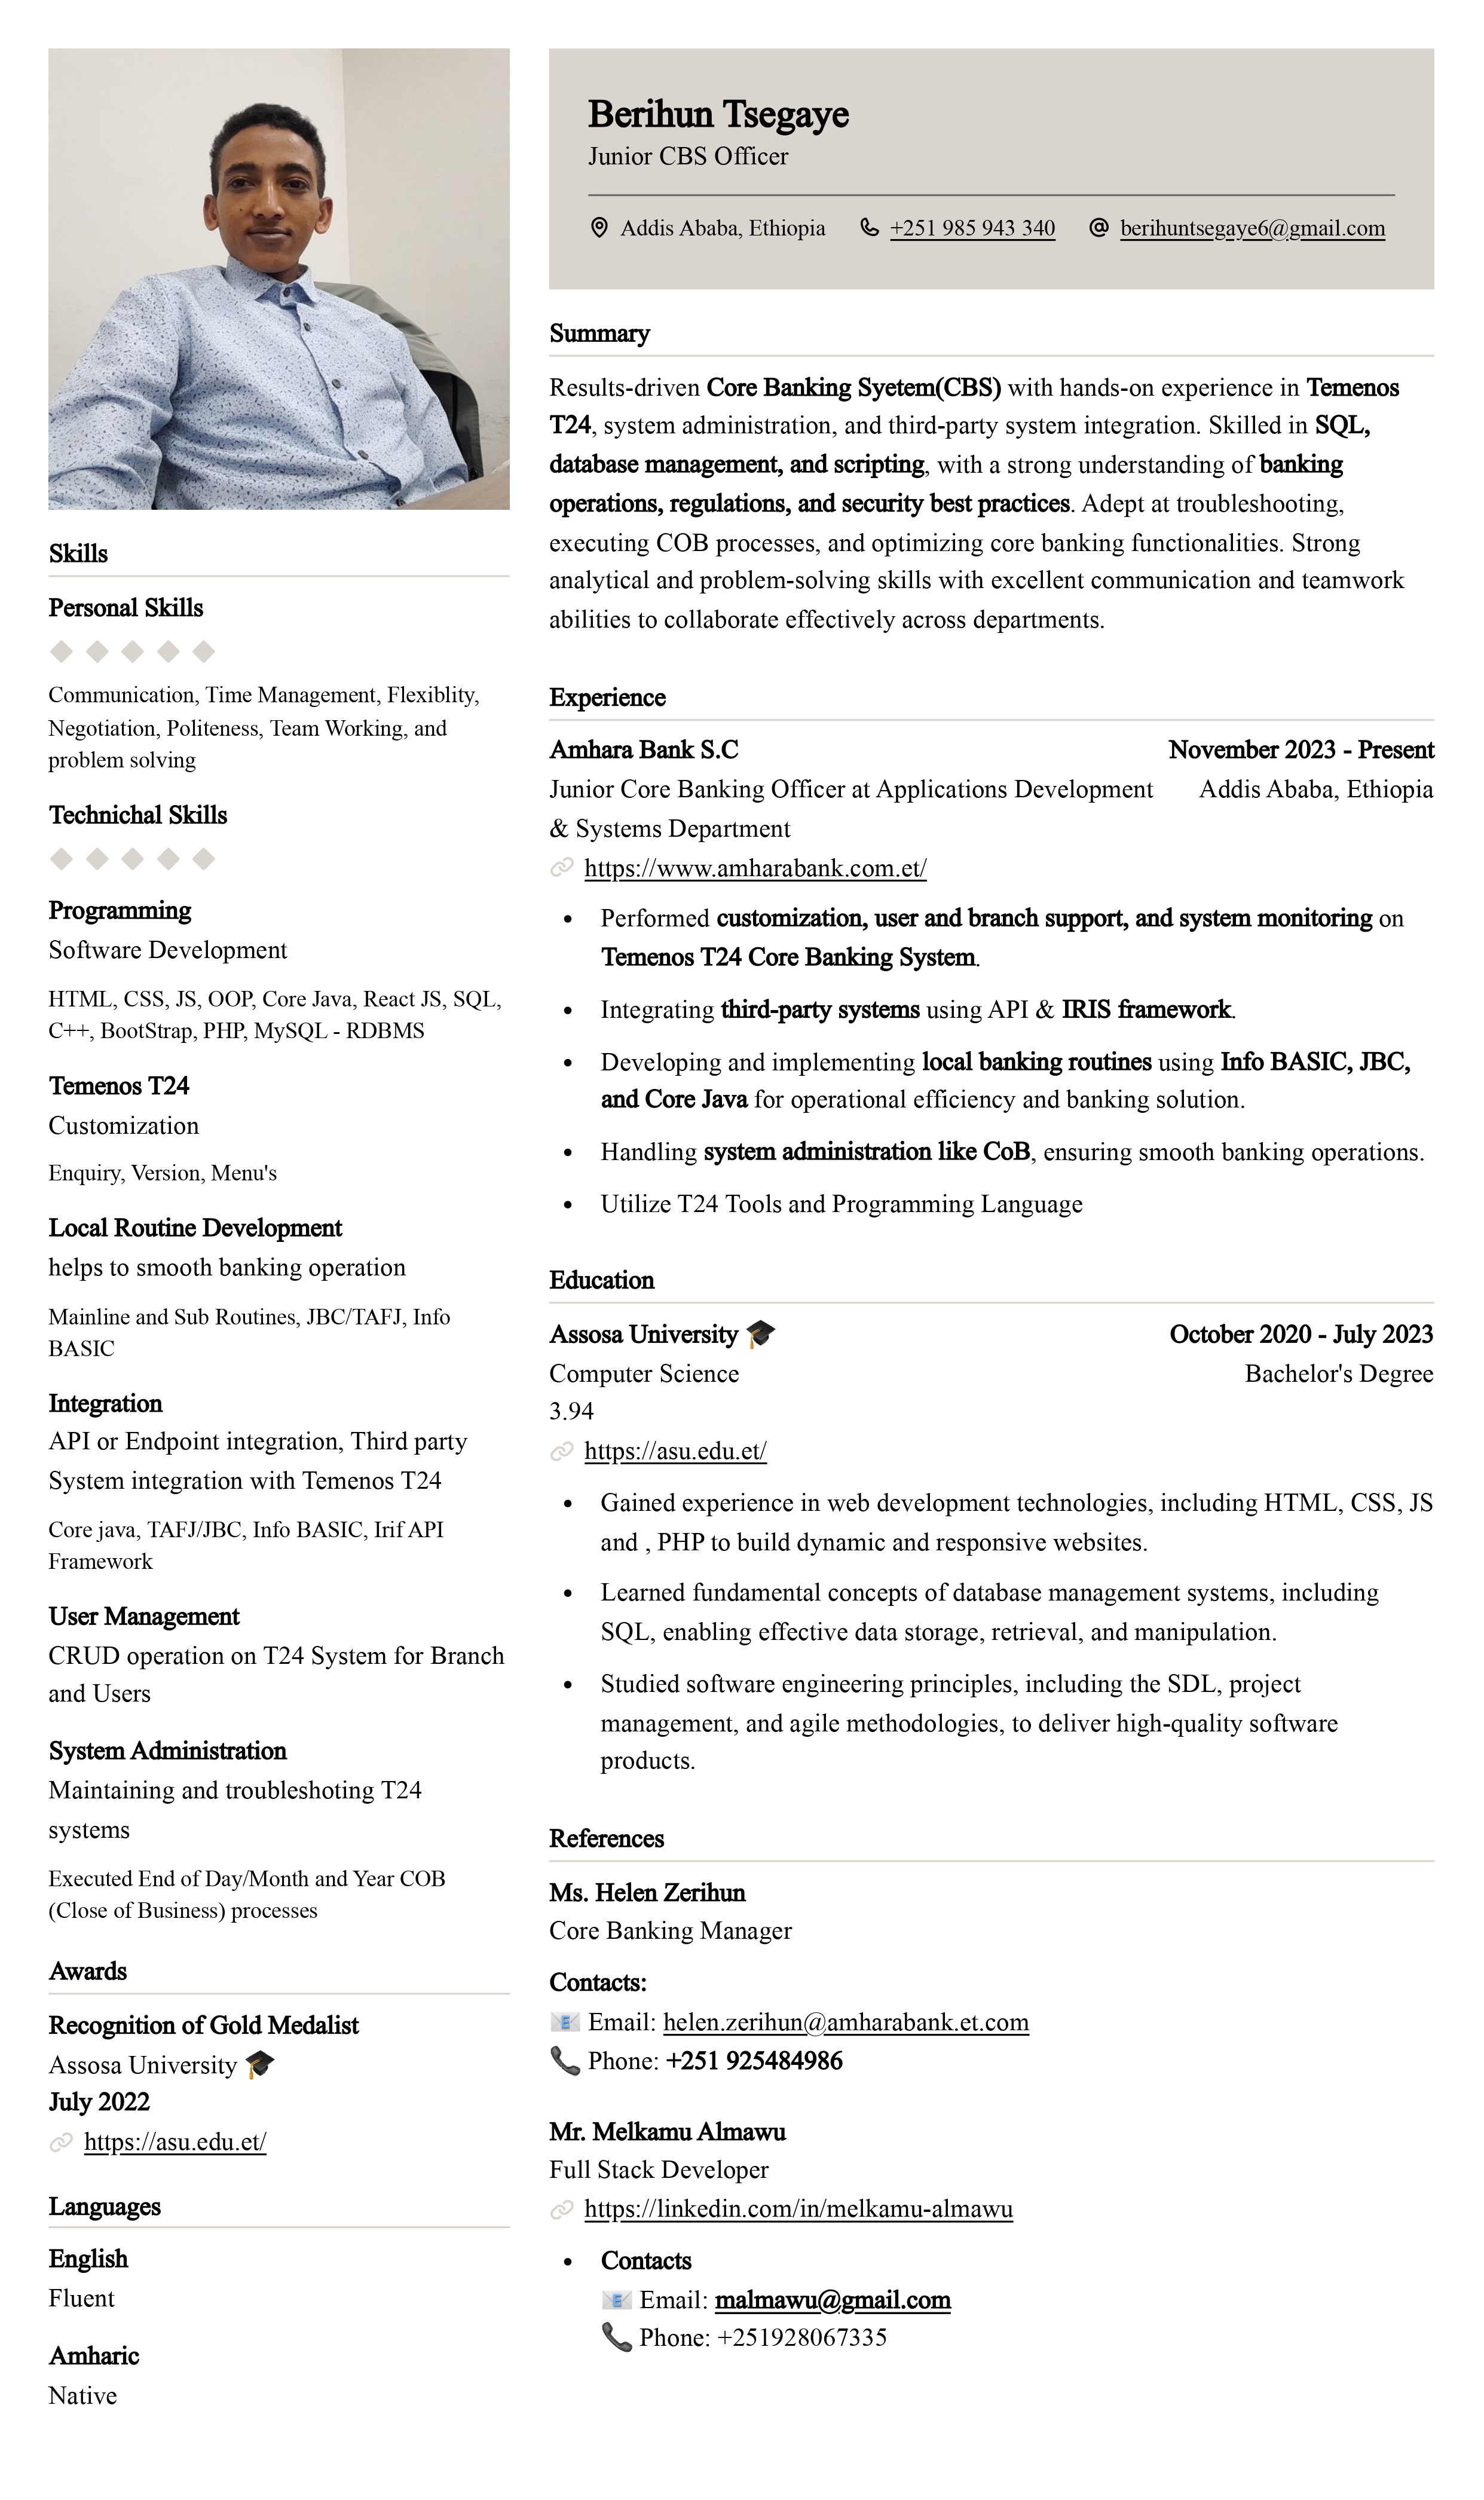 Berihun Tsegaye
Junior CBS Officer
Addis Ababa, Ethiopia
+251 985 943 340
berihuntsegaye6@gmail.com
Skills
Personal Skills
Communication, Time Management, Flexiblity,
Negotiation, Politeness, Team Working, and
problem solving
Technichal Skills
Programming
Software Development
HTML, CSS, JS, OOP, Core Java, React JS, SQL,
C++, BootStrap, PHP, MySQL - RDBMS
Temenos T24
Customization
Enquiry, Version, Menu's
Local Routine Development
helps to smooth banking operation
Mainline and Sub Routines, JBC/TAFJ, Info
BASIC
Integration
API or Endpoint integration, Third party
System integration with Temenos T24
Core java, TAFJ/JBC, Info BASIC, Irif API
Framework
User Management
CRUD operation on T24 System for Branch
and Users
System Administration
Maintaining and troubleshoting T24
systems
Executed End of Day/Month and Year COB
(Close of Business) processes
Awards
Recognition of Gold Medalist
Assosa University 🎓
July 2022
https://asu.edu.et/
Languages
English
Fluent
Amharic
Native
Summary
Results-driven Core Banking Syetem(CBS) with hands-on experience in Temenos
T24, system administration, and third-party system integration. Skilled in SQL,
database management, and scripting, with a strong understanding of banking
operations, regulations, and security best practices. Adept at troubleshooting,
executing COB processes, and optimizing core banking functionalities. Strong
analytical and problem-solving skills with excellent communication and teamwork
abilities to collaborate effectively across departments.
Experience
Amhara Bank S.C November 2023 - Present
Junior Core Banking Officer at Applications Development Addis Ababa, Ethiopia
& Systems Department
https://www.amharabank.com.et/
• Performed customization, user and branch support, and system monitoring on
Temenos T24 Core Banking System.
• Integrating third-party systems using API & IRIS framework.
• Developing and implementing local banking routines using Info BASIC, JBC,
and Core Java for operational efficiency and banking solution.
• Handling system administration like CoB, ensuring smooth banking operations.
• Utilize T24 Tools and Programming Language
Education
Assosa University 🎓 October 2020 - July 2023
Computer Science Bachelor's Degree
3.94
https://asu.edu.et/
• Gained experience in web development technologies, including HTML, CSS, JS
and , PHP to build dynamic and responsive websites.
• Learned fundamental concepts of database management systems, including
SQL, enabling effective data storage, retrieval, and manipulation.
• Studied software engineering principles, including the SDL, project
management, and agile methodologies, to deliver high-quality software
products.
References
Ms. Helen Zerihun
Core Banking Manager
Contacts:
📧 Email: helen.zerihun@amharabank.et.com
📞 Phone: +251 925484986
Mr. Melkamu Almawu
Full Stack Developer
https://linkedin.com/in/melkamu-almawu
• Contacts
📧 Email: malmawu@gmail.com
📞 Phone: +251928067335